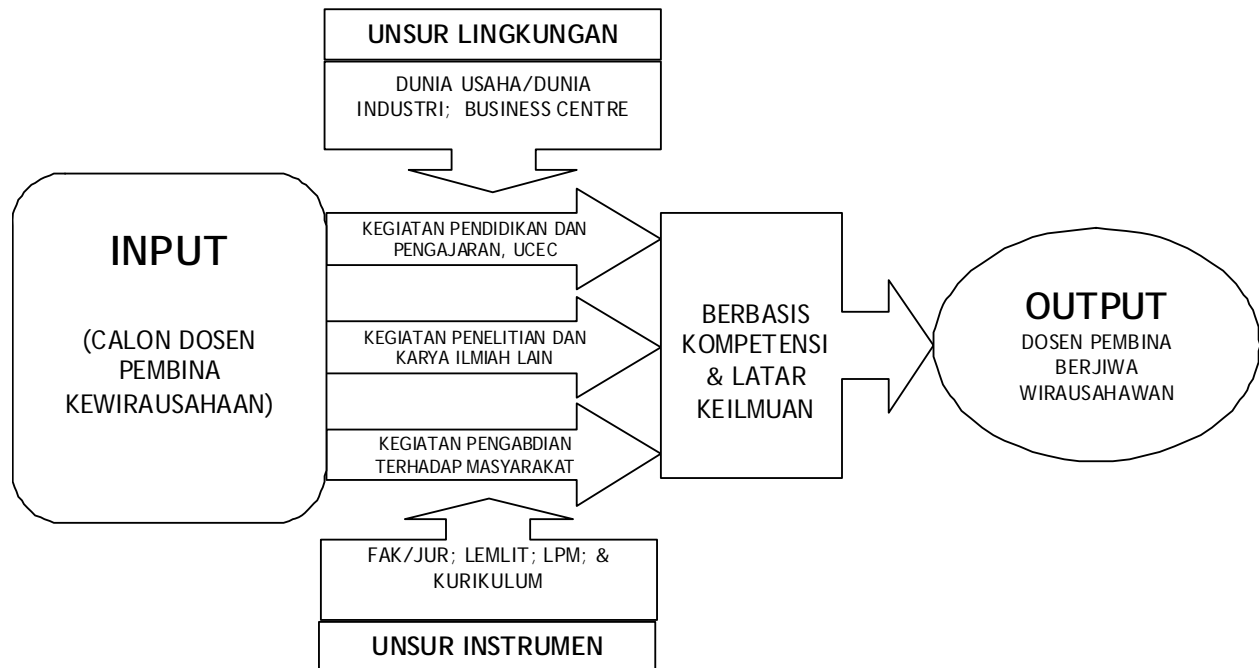 UNSUR LINGKUNGAN
DUNIA USAHA/DUNIA
INDUSTRI; BUSINESS CENTRE
INPUT
(CALON DOSEN
PEMBINA
KEWIRAUSAHAAN)
KEGIATAN PENDIDIKAN DAN
PENGAJARAN, UCEC
KEGIATAN PENELITIAN DAN
KARYA ILMIAH LAIN
KEGIATAN PENGABDIAN
TERHADAP MASYARAKAT
BERBASIS
KOMPETENSI
& LATAR
KEILMUAN
OUTPUT
DOSEN PEMBINA
BERJIWA
WIRAUSAHAWAN
FAK/JUR; LEMLIT; LPM; &
KURIKULUM
UNSUR INSTRUMEN